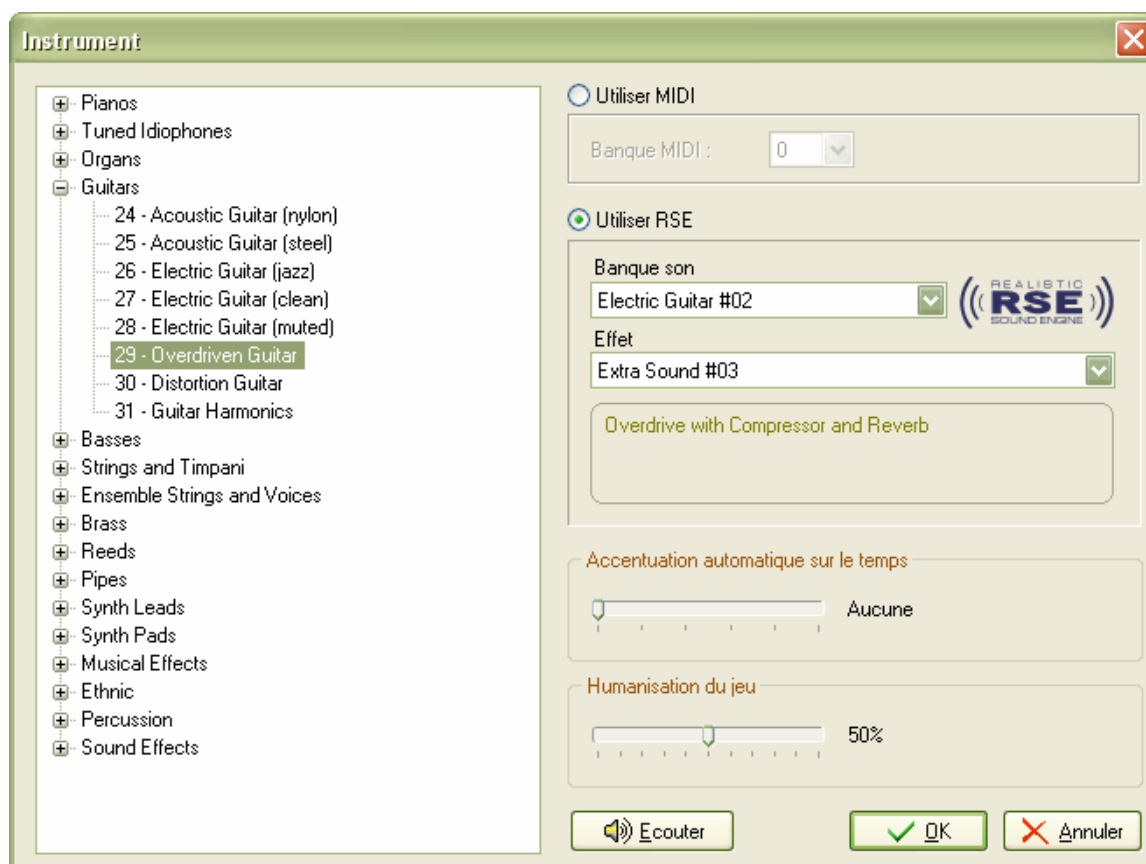 Instrument
Pianos
Tuned Idiophones
Organs
Guitars
24 - Acoustic Guitar (nylon)
25 - Acoustic Guitar (steel)
26 - Electric Guitar (jazz)
27 - Electric Guitar (clean)
28 - Electric Guitar (muted)
29 - Overdriven Guitar
30 - Distortion Guitar
31 - Guitar Harmonics
Basses
Strings and Timpani
Ensemble Strings and Voices
Brass
Reeds
Pipes
Synth Leads
Synth Pads
Musical Effects
Ethnic
Percussion
Sound Effects
Utiliser MIDI
Banque MIDI : 0
Utiliser RSE
Banque son
Electric Guitar #02
REALISTIC
RSE
SOUND ENGINE
Effet
Extra Sound #03
Overdrive with Compressor and Reverb
Accentuation automatique sur le temps
Aucune
Humanisation du jeu
50%
Ecouter OK Annuler